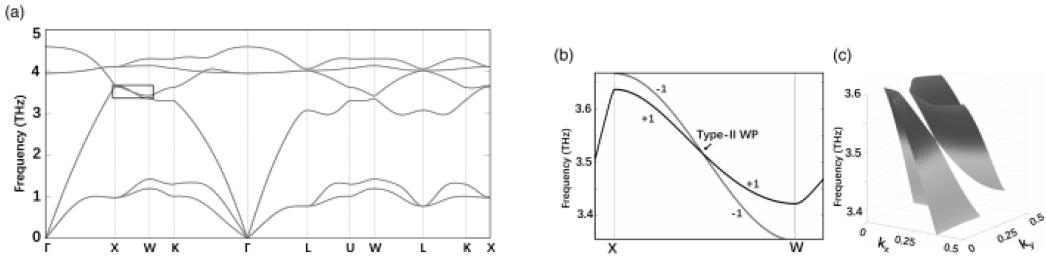 (a)
5
4
3
2
1
0
Frequency (THz)
Γ X W K Γ L U W L K X
(b)
3.6
3.5
3.4
Frequency (THz)
-1
+1
Type-II WP
+1
-1
X W
(c)
3.6
3.5
3.4
Frequency (THz)
0 0.25 0.5
kx
0 0.25 0.5
ky